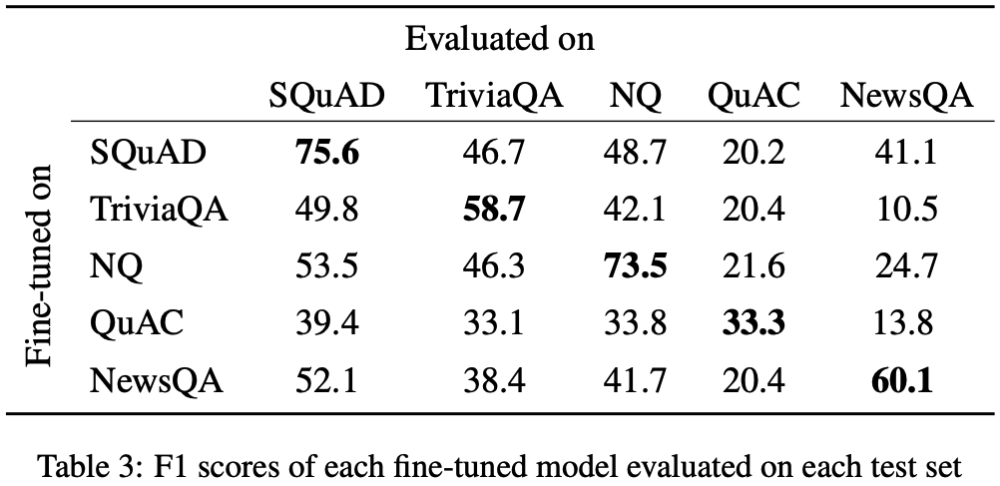 Evaluated on
SQuAD TriviaQA NQ QuAC NewsQA
Fine-tuned on
SQuAD 75.6 46.7 48.7 20.2 41.1
TriviaQA 49.8 58.7 42.1 20.4 10.5
NQ 53.5 46.3 73.5 21.6 24.7
QuAC 39.4 33.1 33.8 33.3 13.8
NewsQA 52.1 38.4 41.7 20.4 60.1
Table 3: F1 scores of each fine-tuned model evaluated on each test set